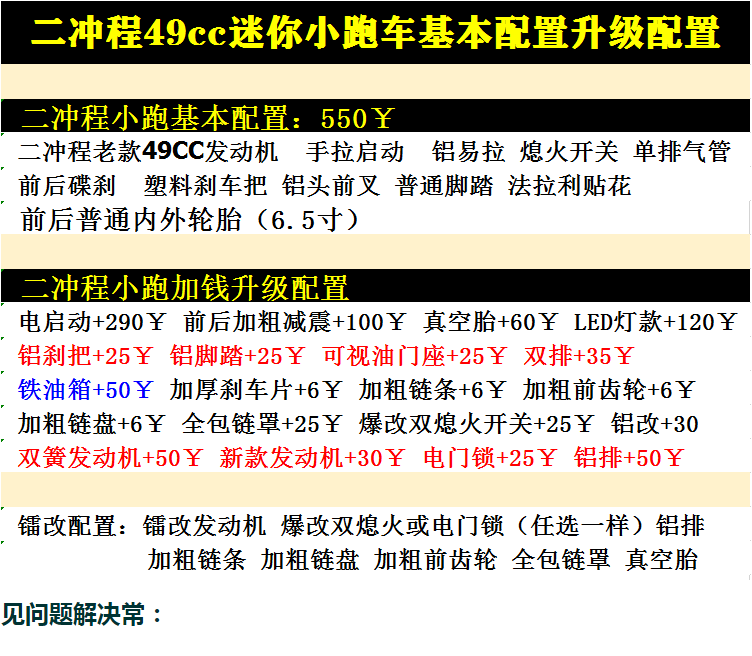 二冲程49cc迷你小跑车基本配置升级配置
二冲程小跑基本配置：550￥
二冲程老款49CC发动机 手拉启动 铝易拉 熄火开关 单排气管
前后碟刹 塑料刹车把 铝头前叉 普通脚踏 法拉利贴花
前后普通内外轮胎（6.5寸）
二冲程小跑加钱升级配置
电启动+290￥ 前后加粗减震+100￥ 真空胎+60￥ LED灯款+120￥
铝刹把+25￥ 铝脚踏+25￥ 可视油门座+25￥ 双排+35￥
铁油箱+50￥ 加厚刹车片+6￥ 加粗链条+6￥ 加粗前齿轮+6￥
加粗链盘+6￥ 全包链罩+25￥ 爆改双熄火开关+25￥ 铝改+30
双簧发动机+50￥ 新款发动机+30￥ 电门锁+25￥ 铝排+50￥
镭改配置：镭改发动机 爆改双熄火或电门锁（任选一样）铝排
加粗链条 加粗链盘 加粗前齿轮 全包链罩 真空胎
见问题解决常：